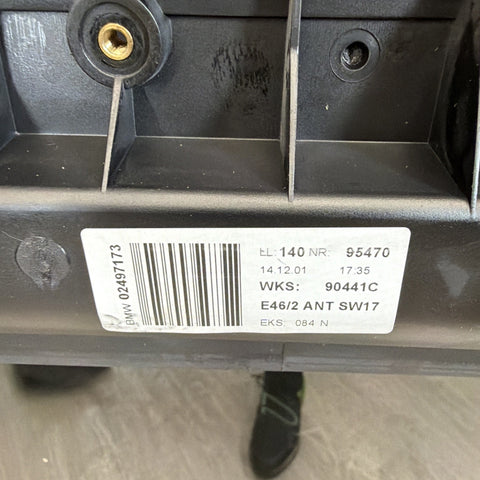 BMW 02497173
EL: 140 NR: 95470
14.12.01 17:35
WKS: 90441C
E46/2 ANT SW17
EKS: 084 N